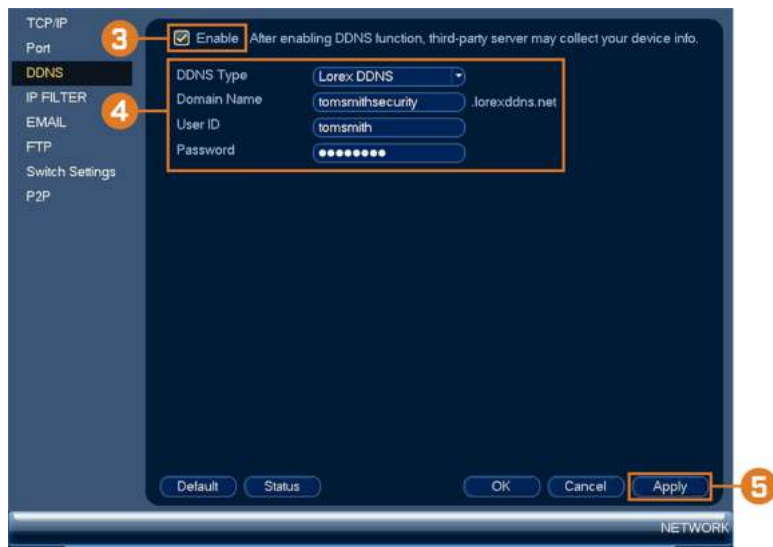 TCP/IP
Port
DDNS
IP FILTER
EMAIL
FTP
Switch Settings
P2P
3
Enable After enabling DDNS function, third-party server may collect your device info.
4
DDNS Type Lorex DDNS
Domain Name tomsmithsecurity .lorexddns.net
User ID tomsmith
Password ●●●●●●●●
Default Status OK Cancel Apply
5
NETWORK